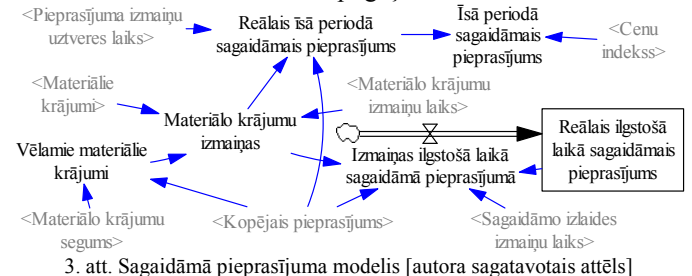 <Pieprasījuma izmaiņu
uztveres laiks>
Reālais īsā periodā
sagaidāmais pieprasījums
Īsā periodā
sagaidāmais
pieprasījums
<Cenu
indekss>
<Materiālie
krājumi>
<Materiālo krājumu
izmaiņu laiks>
Materiālo krājumu
izmaiņas
Vēlamie materiālie
krājumi
Izmaiņas ilgstošā laikā
sagaidāmā pieprasījumā
Reālais ilgstošā
laikā sagaidāmais
pieprasījums
<Materiālo krājumu
segums>
<Kopējais pieprasījums>
<Sagaidāmo izlaides
izmaiņu laiks>
3. att. Sagaidāmā pieprasījuma modelis [autora sagatavotais attēls]